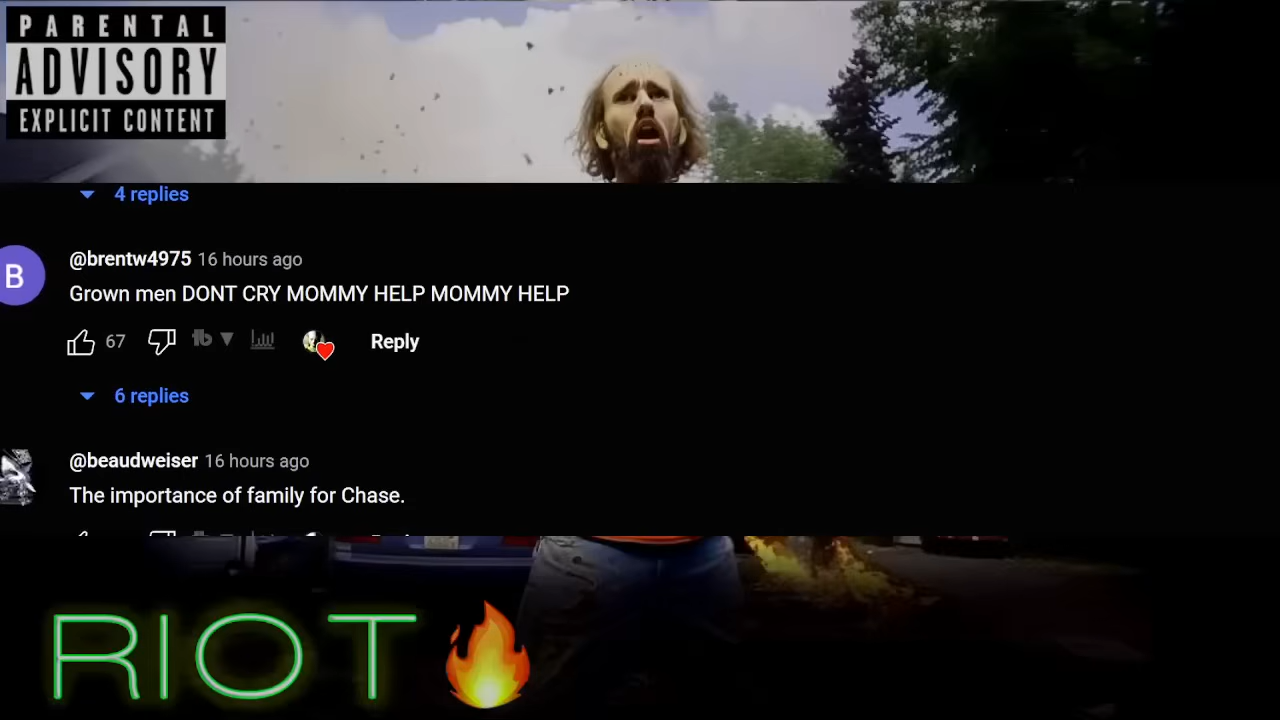 PARENTAL
ADVISORY
EXPLICIT CONTENT
4 replies
@brentw4975 16 hours ago
Grown men DONT CRY MOMMY HELP MOMMY HELP
67 Reply
6 replies
B
@beaudweiser 16 hours ago
The importance of family for Chase.
RIOT